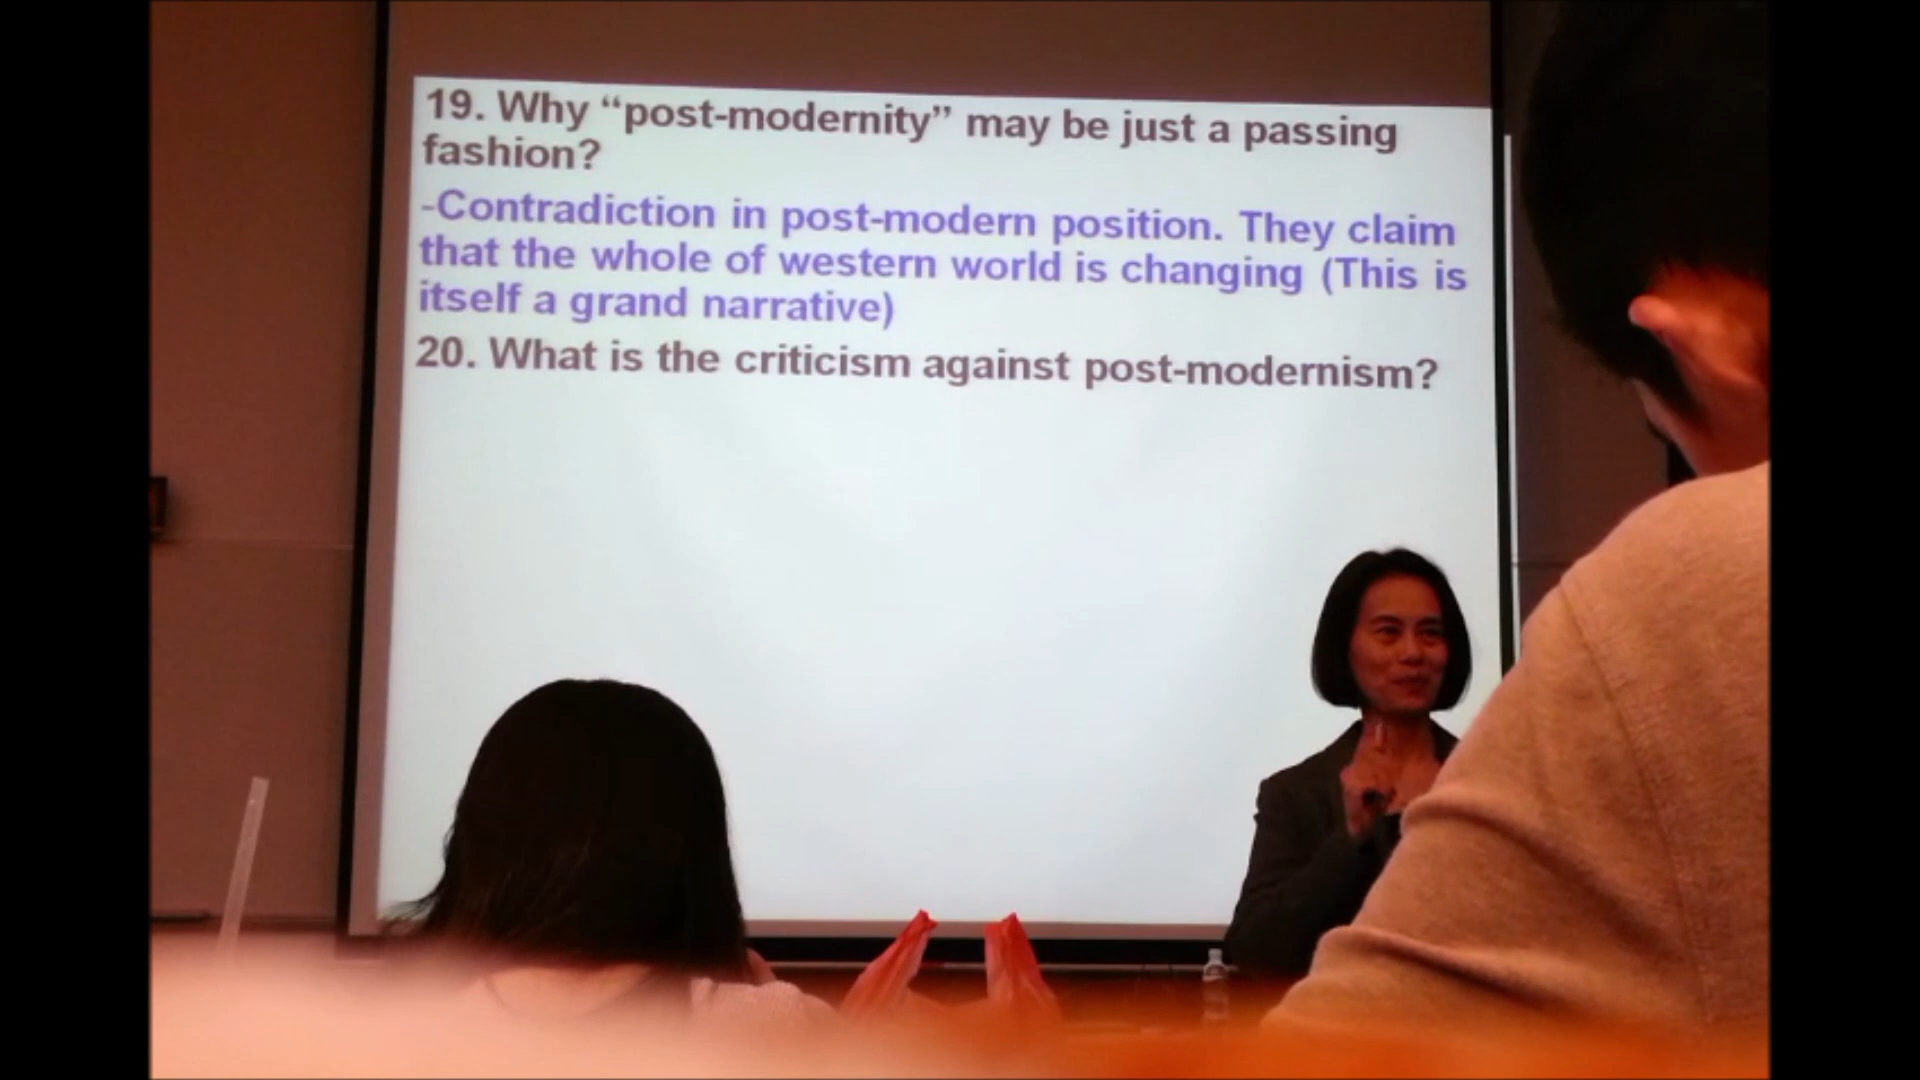 19. Why “post-modernity” may be just a passing
fashion?
-Contradiction in post-modern position. They claim
that the whole of western world is changing (This is
itself a grand narrative)
20. What is the criticism against post-modernism?